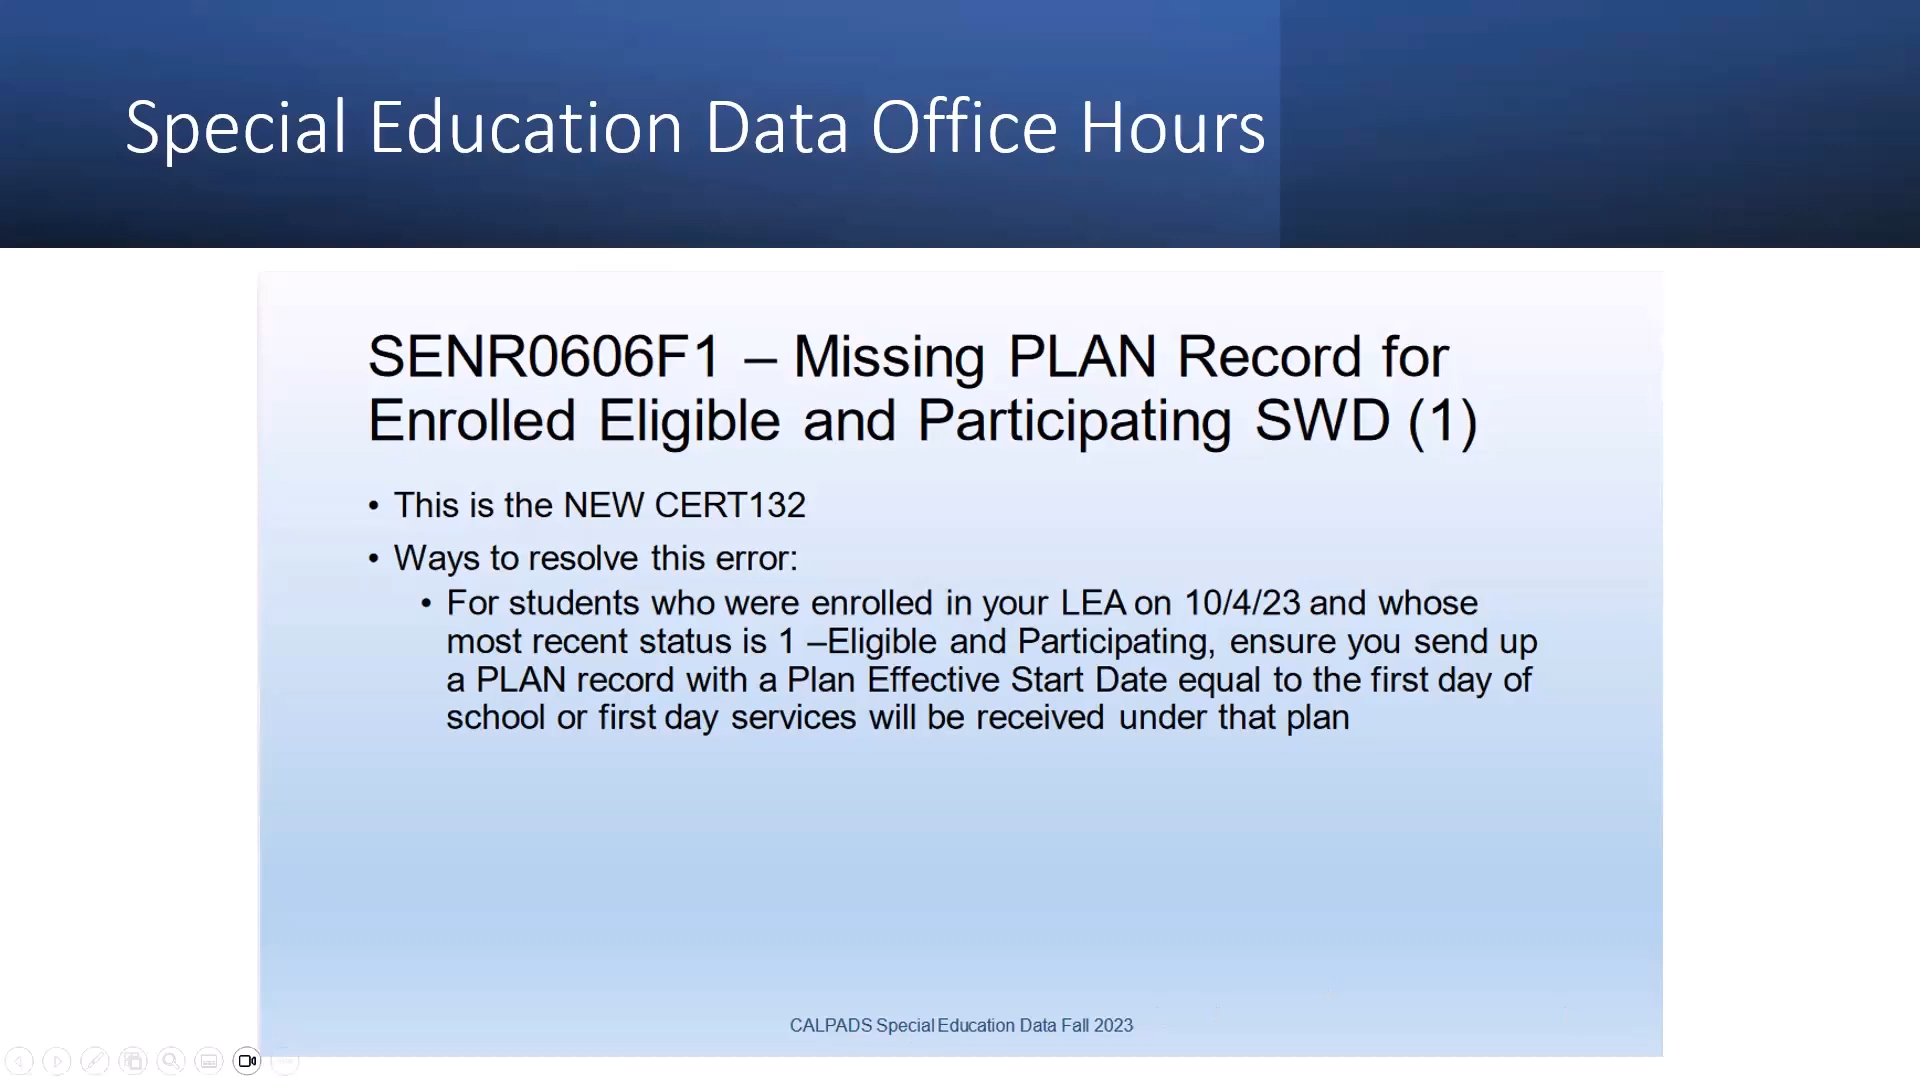 Special Education Data Office Hours
SENR0606F1 – Missing PLAN Record for
Enrolled Eligible and Participating SWD (1)
• This is the NEW CERT132
• Ways to resolve this error:
• For students who were enrolled in your LEA on 10/4/23 and whose
most recent status is 1 –Eligible and Participating, ensure you send up
a PLAN record with a Plan Effective Start Date equal to the first day of
school or first day services will be received under that plan
CALPADS Special Education Data Fall 2023